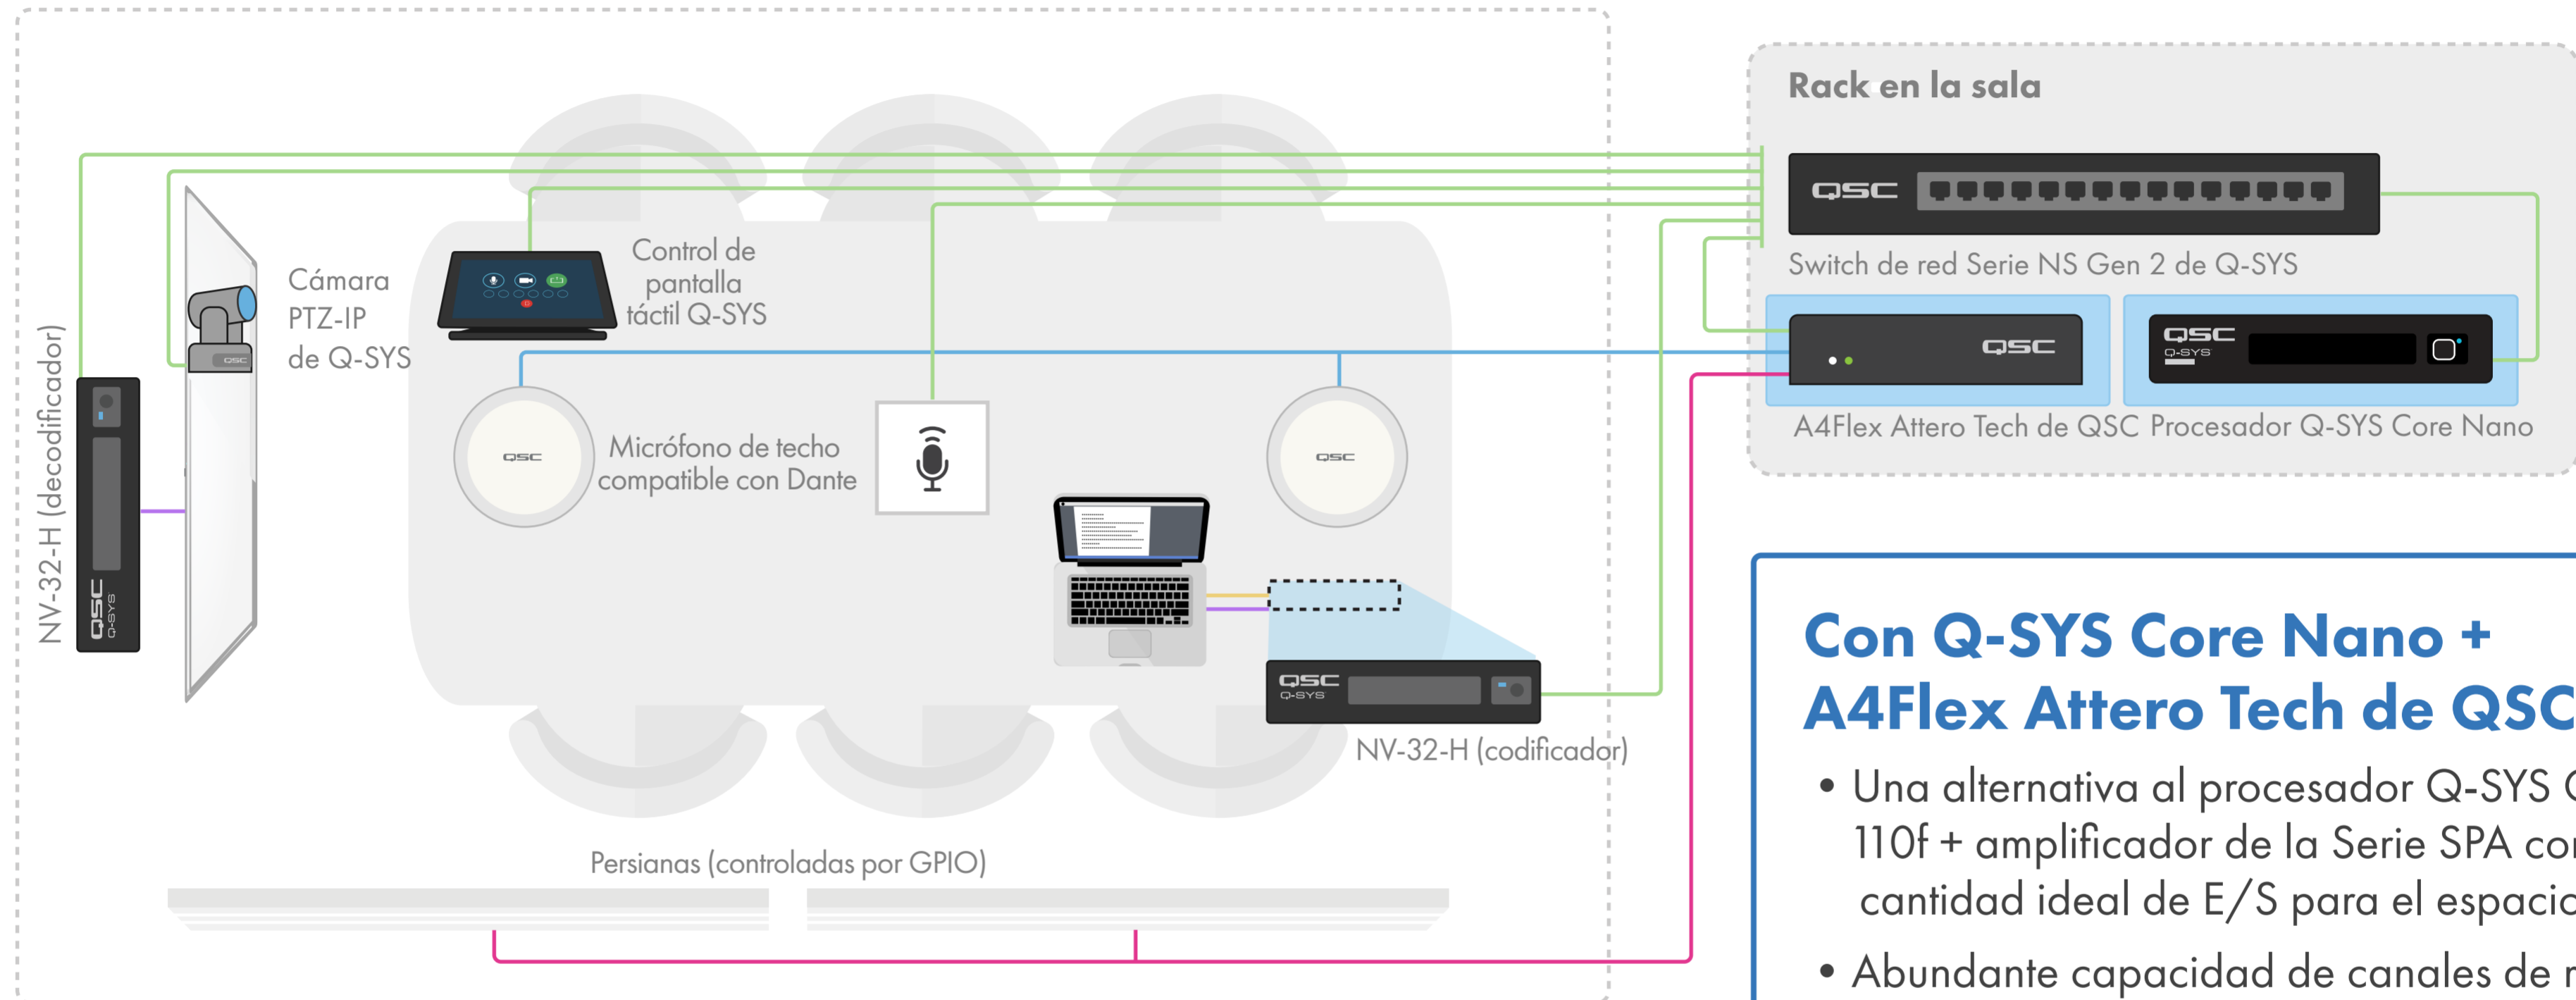 Rack en la sala
QSC
Switch de red Serie NS Gen 2 de Q-SYS
QSC
QSC
Q-SYS
A4Flex Attero Tech de QSC
Procesador Q-SYS Core Nano
Cámara
PTZ-IP
de Q-SYS
QSC
Control de
pantalla
táctil Q-SYS
NV-32-H (decodificador)
QSC
Q-SYS
QSC
Micrófono de techo
compatible con Dante
QSC
QSC
Q-SYS
NV-32-H (codificador)
Persianas (controladas por GPIO)
Con Q-SYS Core Nano +
A4Flex Attero Tech de QSC
• Una alternativa al procesador Q-SYS
110f + amplificador de la Serie SPA
cantidad ideal de E/S para el espacio
• Abundante capacidad de canales de